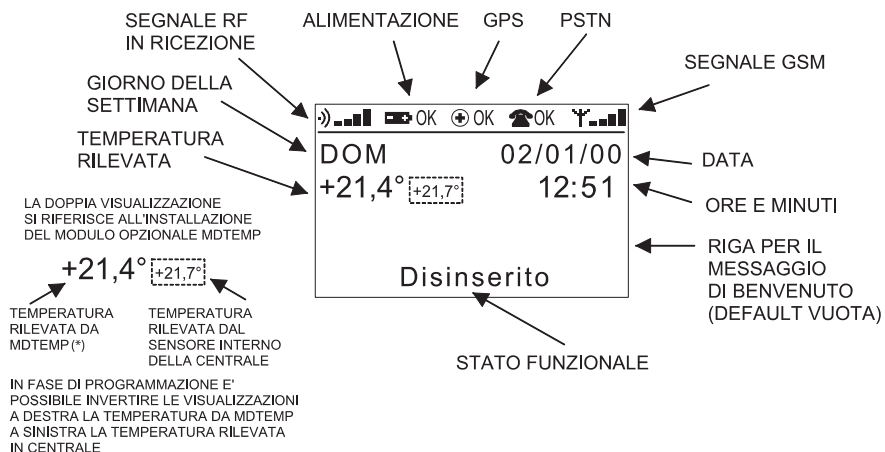 SEGNALE RF
IN RICEZIONE
ALIMENTAZIONE
GPS
PSTN
SEGNALE GSM
GIORNO DELLA
SETTIMANA
TEMPERATURA
RILEVATA
OK OK OK
DOM 02/01/00
+21,4° +21,7° 12:51
Disinserito
DATA
ORE E MINUTI
RIGA PER IL
MESSAGGIO
DI BENVENUTO
(DEFAULT VUOTA)
STATO FUNZIONALE
LA DOPPIA VISUALIZZAZIONE
SI RIFERISCE ALL'INSTALLAZIONE
DEL MODULO OPZIONALE MDTEMP
+21,4° +21,7°
TEMPERATURA
RILEVATA DA
MDTEMP (*)
TEMPERATURA
RILEVATA DAL
SENSORE INTERNO
DELLA CENTRALE
IN FASE DI PROGRAMMAZIONE E'
POSSIBILE INVERTIRE LE VISUALIZZAZIONI
A DESTRA LA TEMPERATURA DA MDTEMP
A SINISTRA LA TEMPERATURA RILEVATA
IN CENTRALE